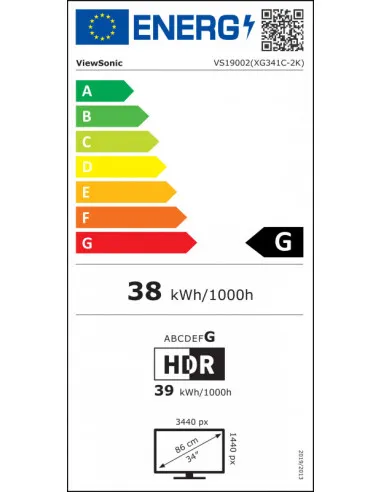 ENERG
ViewSonic VS19002(XG341C-2K)
A
B
C
D
E
F
G
G
38 kWh/1000h
ABCDEFG
HDR
39 kWh/1000h
3440 px
86 cm
34"
1440 px
2019/2013